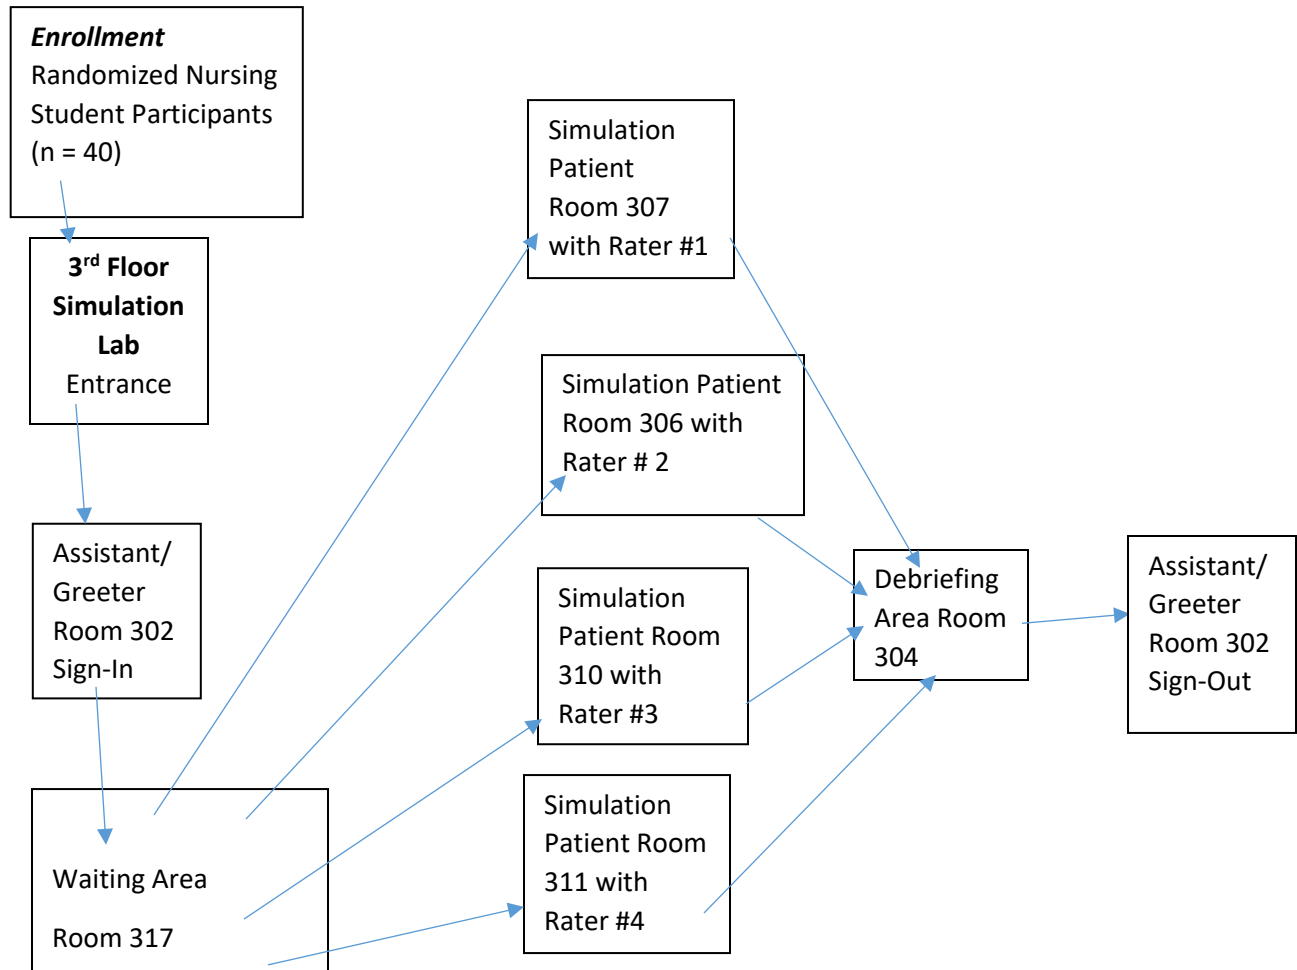 Enrollment
Randomized Nursing
Student Participants
(n = 40)
3rd Floor
Simulation
Lab
Entrance
Assistant/
Greeter
Room 302
Sign-In
Waiting Area
Room 317
Simulation
Patient
Room 307
with Rater #1
Simulation Patient
Room 306 with
Rater # 2
Simulation
Patient Room
310 with
Rater #3
Simulation
Patient Room
311 with
Rater #4
Debriefing
Area Room
304
Assistant/
Greeter
Room 302
Sign-Out